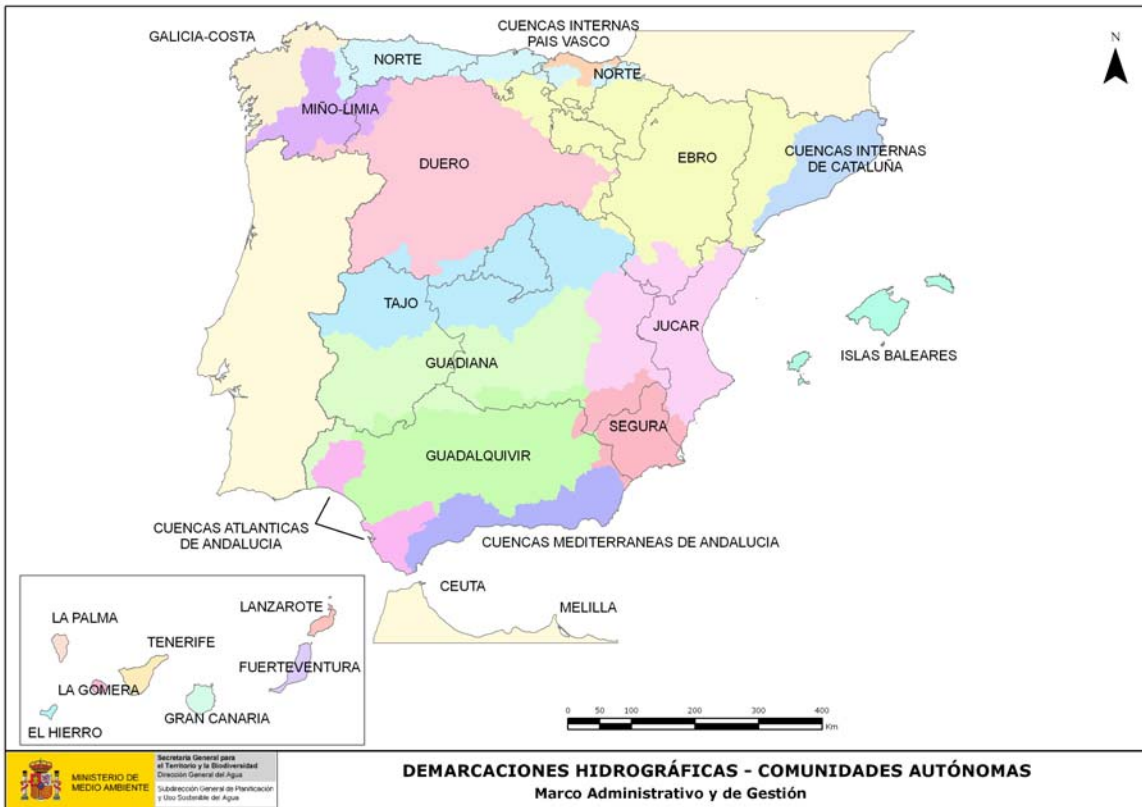 CUENCAS INTERNAS
PAIS VASCO
GALICIA-COSTA
N
NORTE
NORTE
MIÑO-LIMIA
DUERO
EBRO
CUENCAS INTERNAS
DE CATALUÑA
TAJO
JUCAR
ISLAS BALEARES
GUADIANA
SEGURA
GUADALQUIVIR
CUENCAS ATLANTICAS
DE ANDALUCIA
CUENCAS MEDITERRANEAS DE ANDALUCIA
CEUTA
MELILLA
LANZAROTE
LA PALMA
TENERIFE
FUERTEVENTURA
LA GOMERA
GRAN CANARIA
EL HIERRO
0 50 100 200 300 400
Km
MINISTERIO DE
MEDIO AMBIENTE
Secretaría General para
el Territorio y la Biodiversidad
Dirección General del Agua
Subdirección General de Planificación
y Uso Sostenible del Agua
DEMARCACIONES HIDROGRÁFICAS - COMUNIDADES AUTÓNOMAS
Marco Administrativo y de Gestión